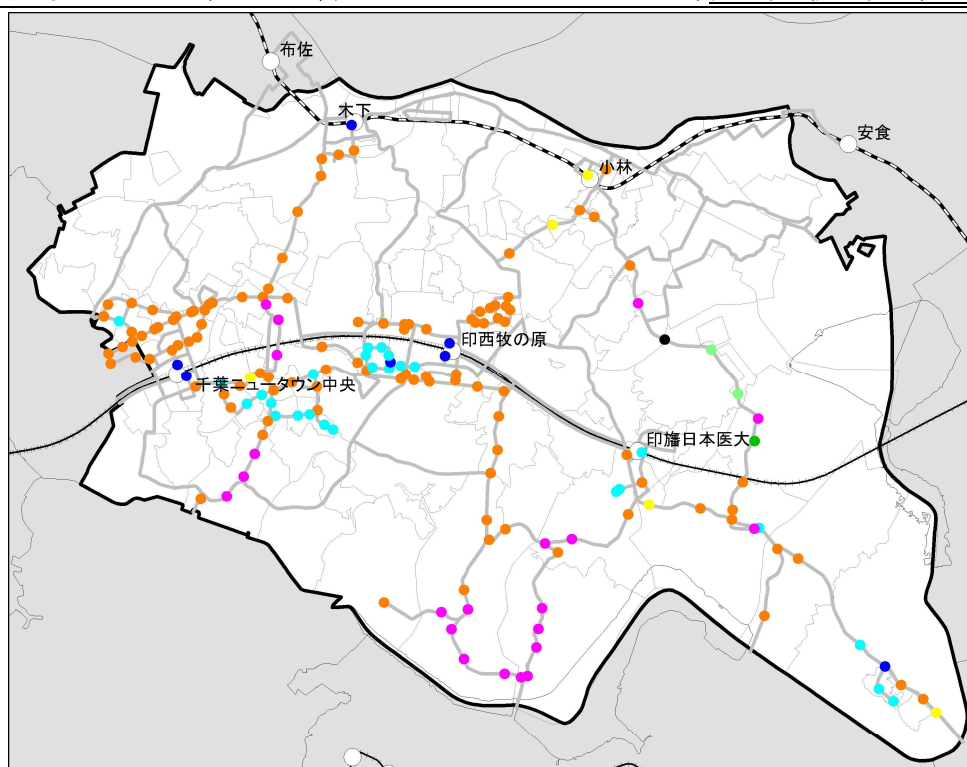 布佐
木下
安食
小林
印西牧の原
千葉ニュータウン中央
印旛日本医大